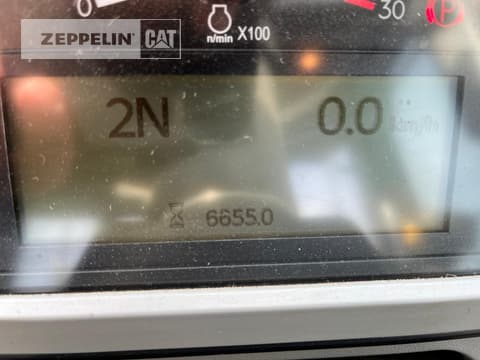 ZEPPELIN CAT
0
30
P
n/min X100
2N 0.0 km/h
6655.0